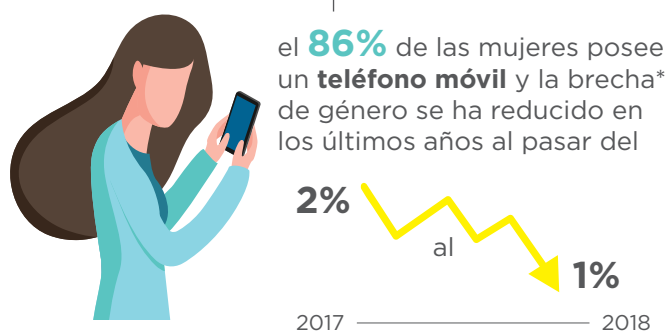 el 86% de las mujeres posee
un teléfono móvil y la brecha*
de género se ha reducido en
los últimos años al pasar del
2%
al
1%
2017 2018